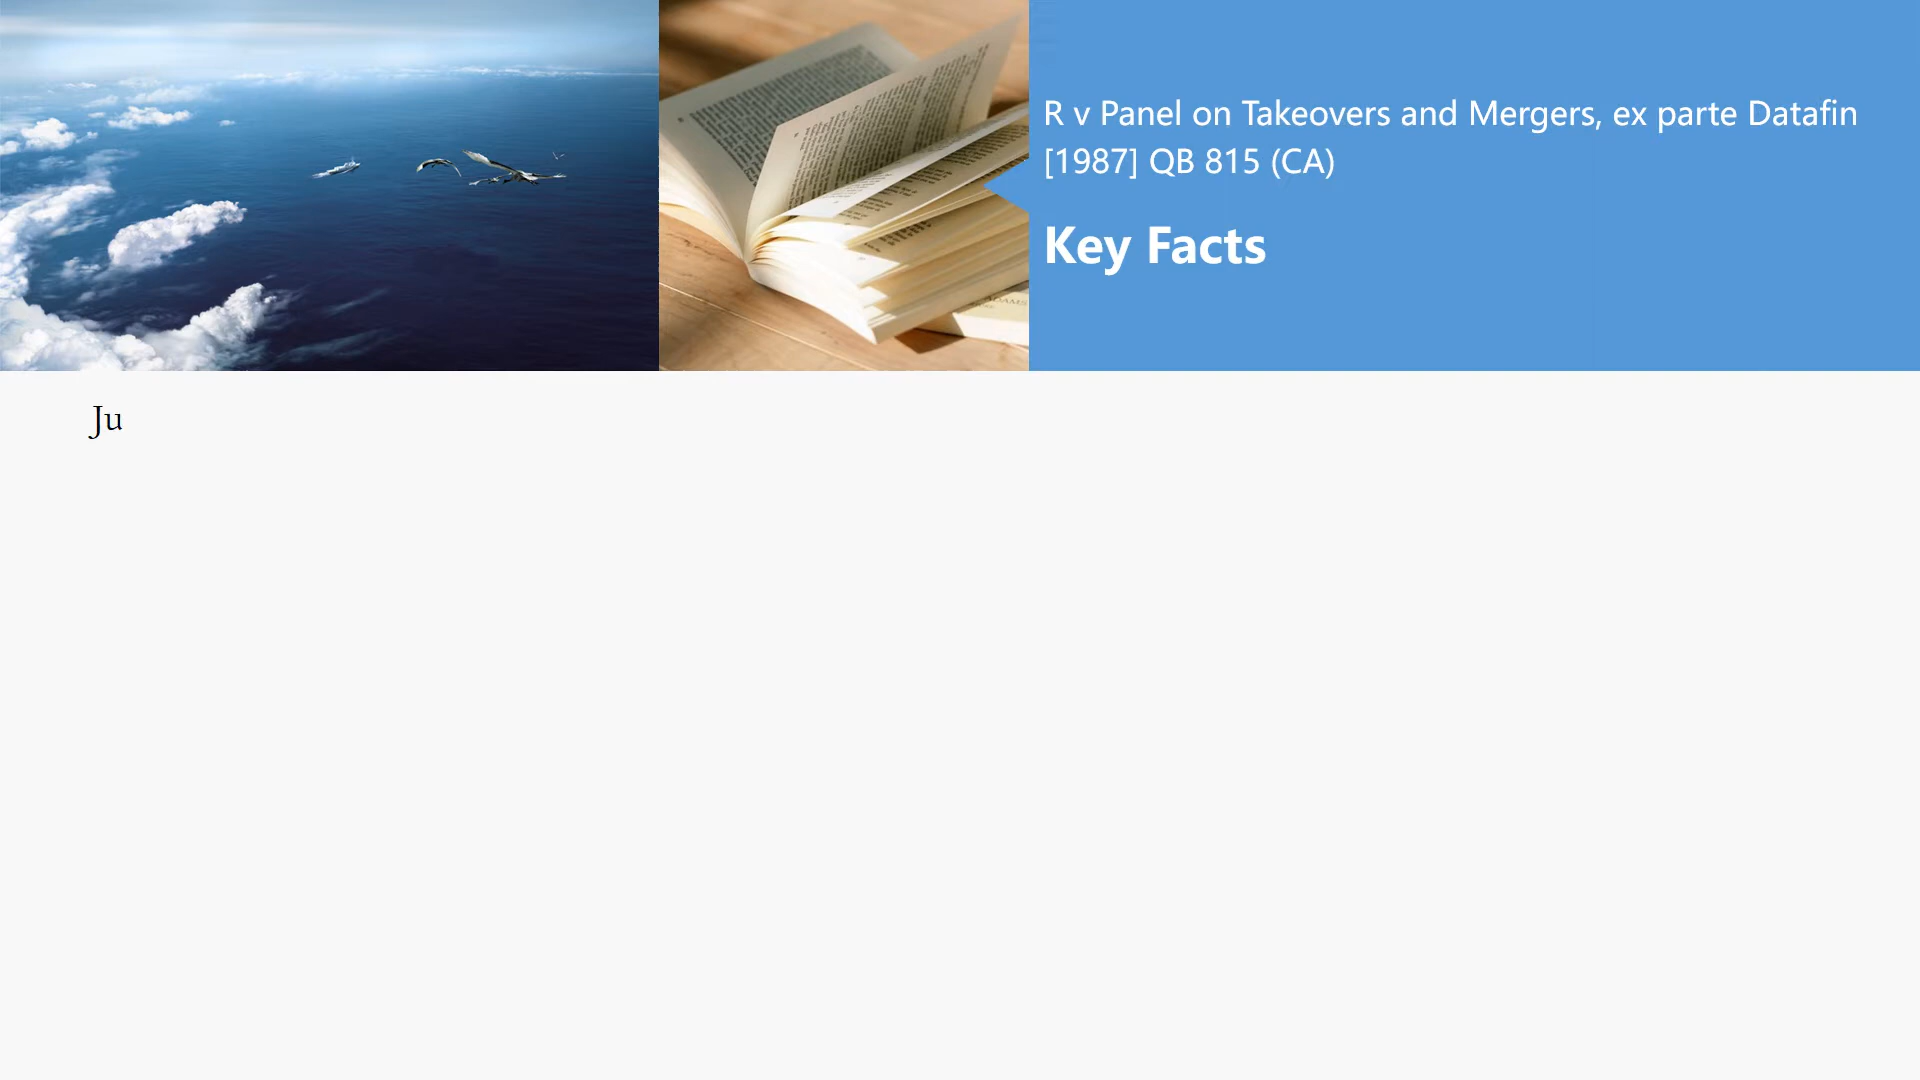 R v Panel on Takeovers and Mergers, ex parte Datafin
[1987] QB 815 (CA)
Key Facts
Ju